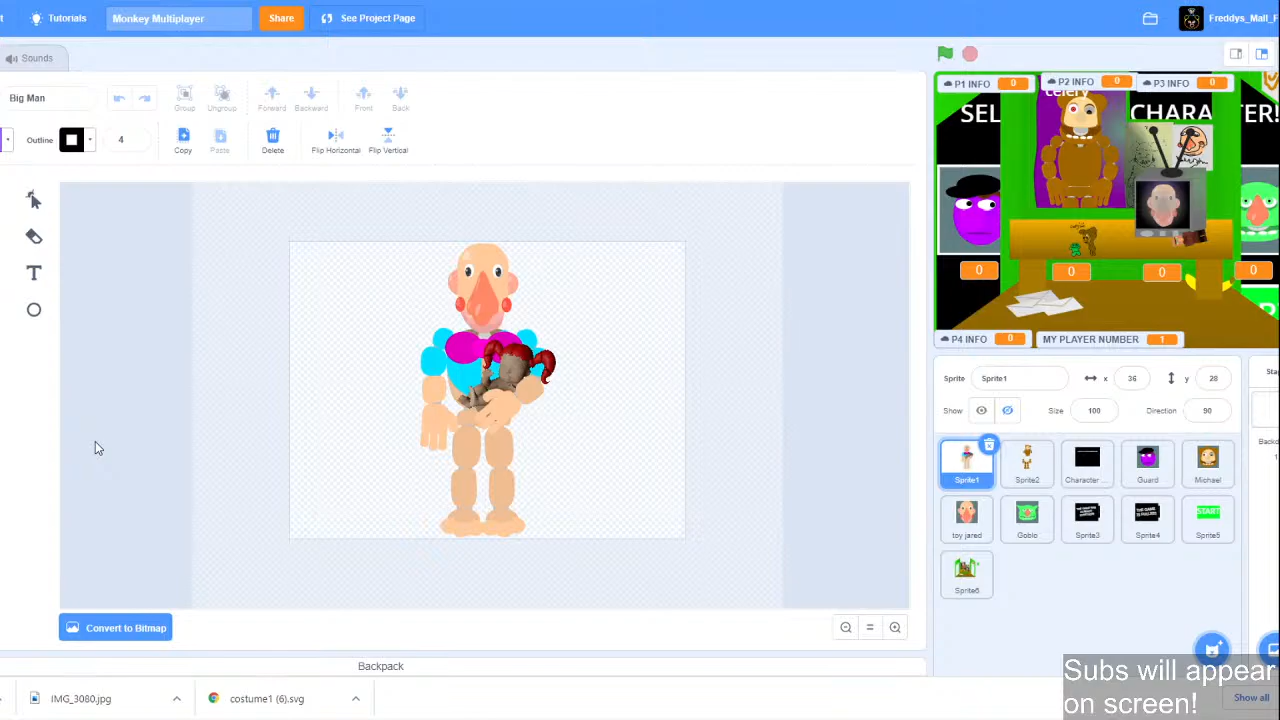 Tutorials
Monkey Multiplayer
Share
See Project Page
Freddys_Mall_F
Sounds
Big Man
Group
Ungroup
Forward
Backward
Front
Back
Outline
4
Copy
Paste
Delete
Flip Horizontal
Flip Vertical
P1 INFO 0
P2 INFO 0
P3 INFO 0
celery
SEL
CHARA
TER!
0
0
0
0
P4 INFO 0
MY PLAYER NUMBER 1
Sprite
Sprite1
x
36
y
28
Show
Size
100
Direction
90
Sprite1
Sprite2
Character ...
Guard
Michael
toy jared
Goblo
Sprite3
Sprite4
START
Sprite5
Sprite6
Convert to Bitmap
Backpack
IMG_3080.jpg
costume1 (6).svg
Show all
Subs will appear
on screen!